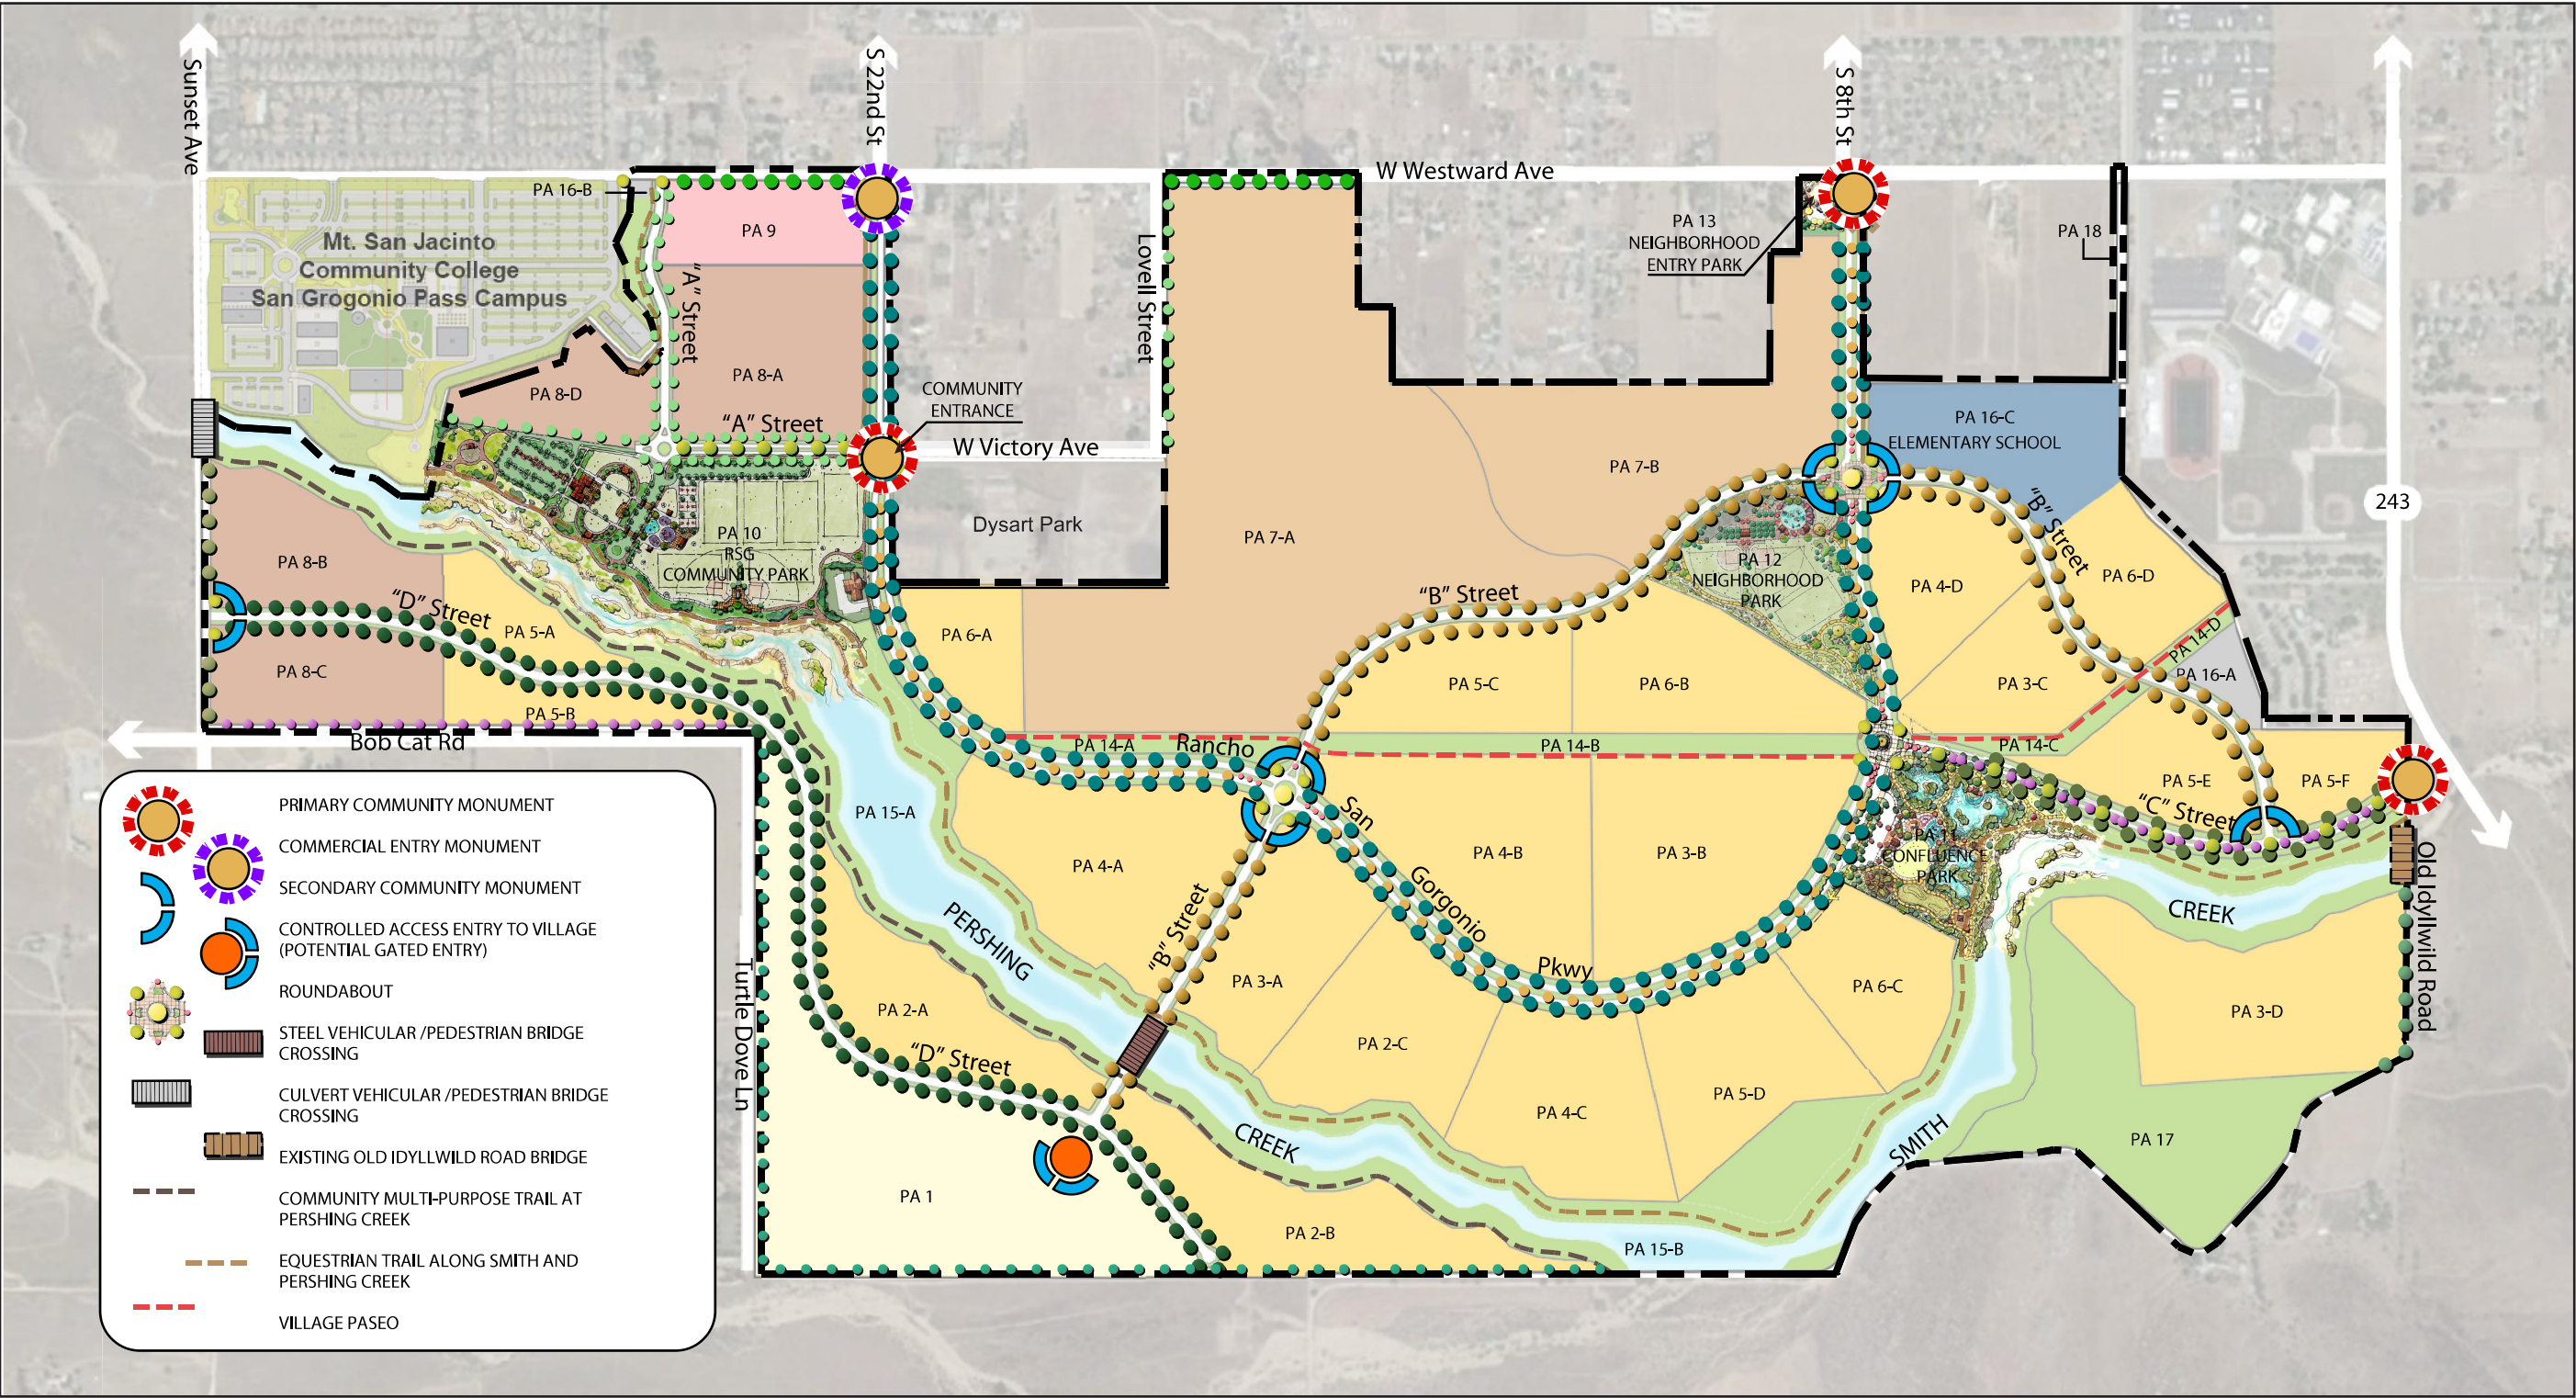 Sunset Ave
S 22nd St
S 8th St
W Westward Ave
PA 16-B
PA 9
Mt. San Jacinto
Community College
San Grogonio Pass Campus
"A" Street
Lovell Street
PA 13
NEIGHBORHOOD
ENTRY PARK
PA 18
PA 8-D
PA 8-A
COMMUNITY
ENTRANCE
"A" Street
W Victory Ave
PA 16-C
ELEMENTARY SCHOOL
PA 7-B
243
"B" Street
Dysart Park
PA 10
RSG
COMMUNITY PARK
PA 7-A
PA 8-B
PA 12
NEIGHBORHOOD
PARK
PA 4-D
PA 6-D
"D" Street
PA 5-A
PA 6-A
"B" Street
PA 14-D
PA 8-C
PA 5-C
PA 6-B
PA 3-C
PA 16-A
PA 5-B
Bob Cat Rd
PA 14-A
Rancho
PA 14-B
PA 14-C
PA 5-E
PA 5-F
"C" Street
PA 15-A
San
PA 4-A
PA 4-B
PA 3-B
PA 11
CONFLUENCE
PARK
Old Idyllwild Road
Gorgonio
CREEK
PERSHING
"B" Street
Pkwy
PA 3-A
PA 6-C
PA 2-A
PA 3-D
Turtle Dove Ln
"D" Street
PA 2-C
PA 5-D
PA 4-C
CREEK
SMITH
PA 17
PA 1
PA 2-B
PA 15-B
PRIMARY COMMUNITY MONUMENT
COMMERCIAL ENTRY MONUMENT
SECONDARY COMMUNITY MONUMENT
CONTROLLED ACCESS ENTRY TO VILLAGE
(POTENTIAL GATED ENTRY)
ROUNDABOUT
STEEL VEHICULAR /PEDESTRIAN BRIDGE
CROSSING
CULVERT VEHICULAR /PEDESTRIAN BRIDGE
CROSSING
EXISTING OLD IDYLLWILD ROAD BRIDGE
COMMUNITY MULTI-PURPOSE TRAIL AT
PERSHING CREEK
EQUESTRIAN TRAIL ALONG SMITH AND
PERSHING CREEK
VILLAGE PASEO